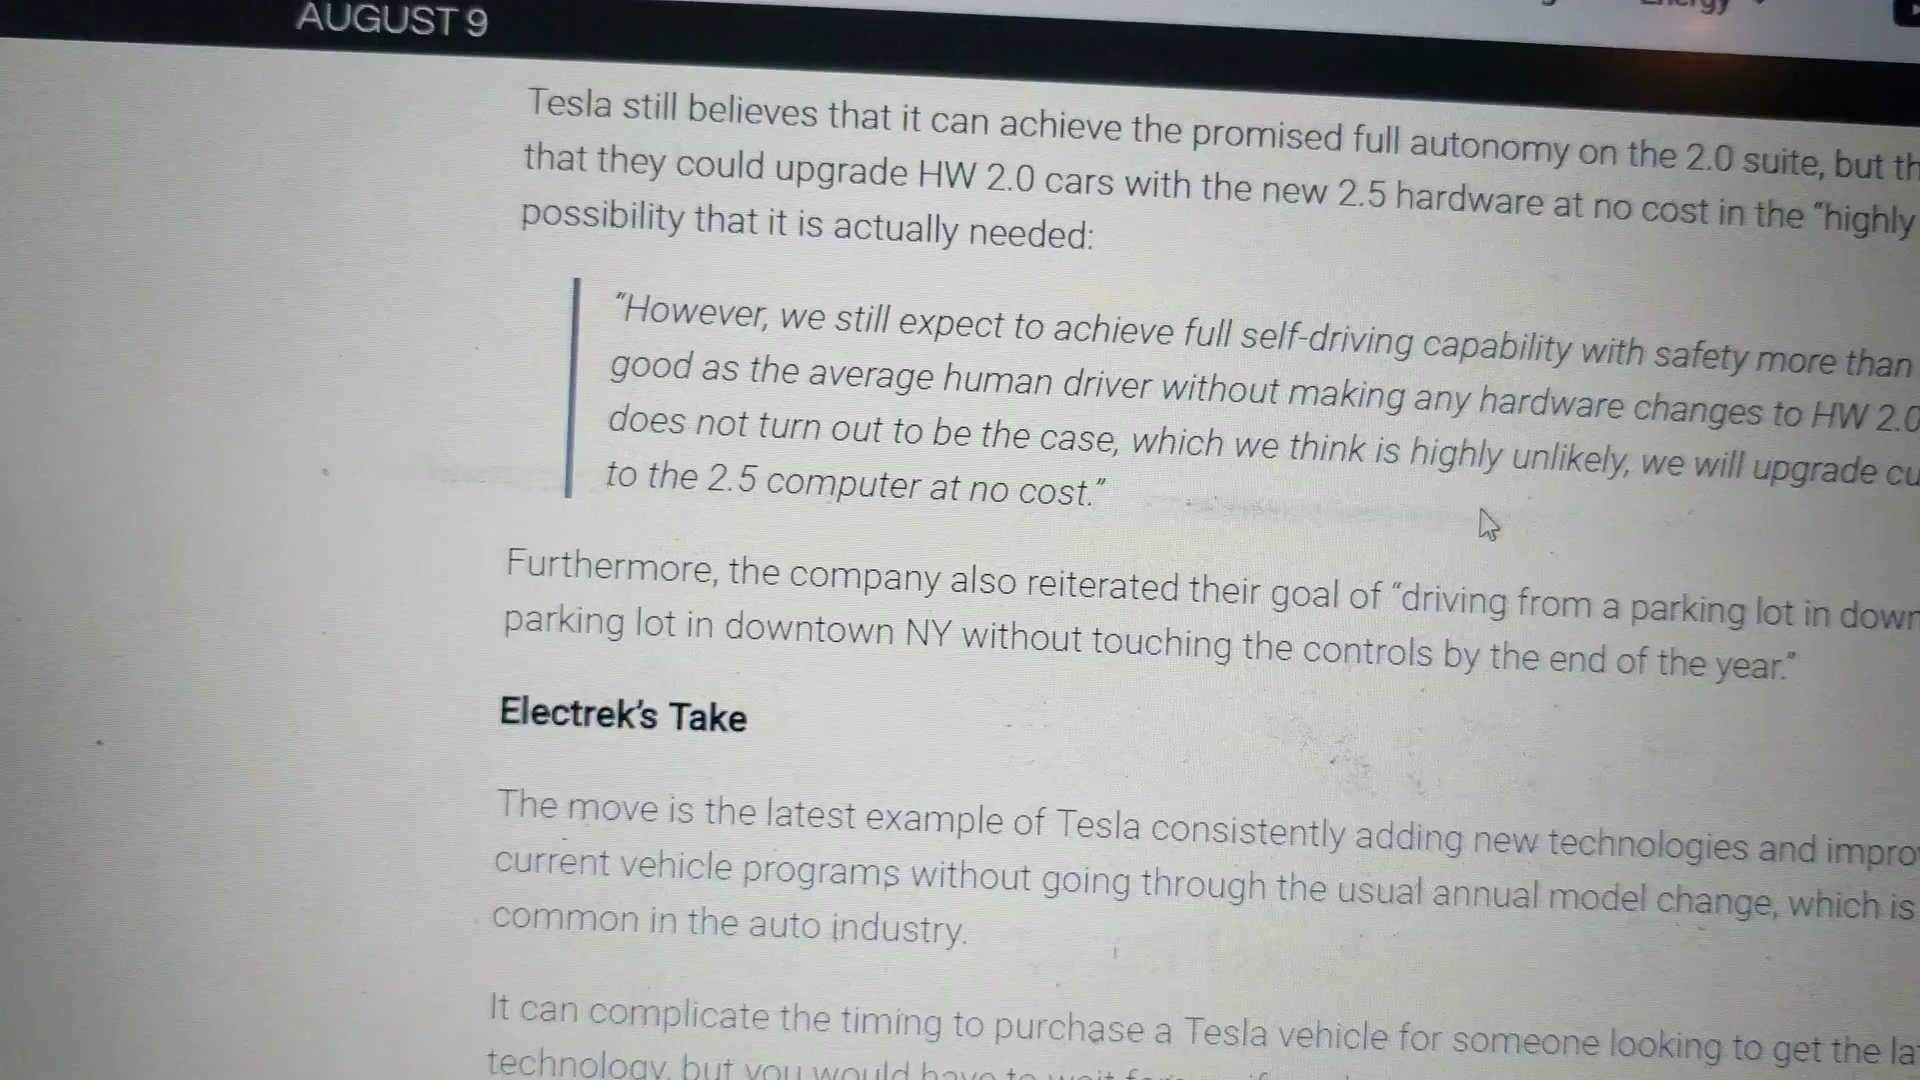 AUGUST 9
Tesla still believes that it can achieve the promised full autonomy on the 2.0 suite, but
that they could upgrade HW 2.0 cars with the new 2.5 hardware at no cost in the “highly
possibility that it is actually needed:
“However, we still expect to achieve full self-driving capability with safety more than
good as the average human driver without making any hardware changes to HW 2.0
does not turn out to be the case, which we think is highly unlikely, we will upgrade
to the 2.5 computer at no cost.”
Furthermore, the company also reiterated their goal of “driving from a parking lot in
parking lot in downtown NY without touching the controls by the end of the year.”
Electrek’s Take
The move is the latest example of Tesla consistently adding new technologies and
current vehicle programs without going through the usual annual model change, which is
common in the auto industry.
It can complicate the timing to purchase a Tesla vehicle for someone looking to get the
technology, but you would have to